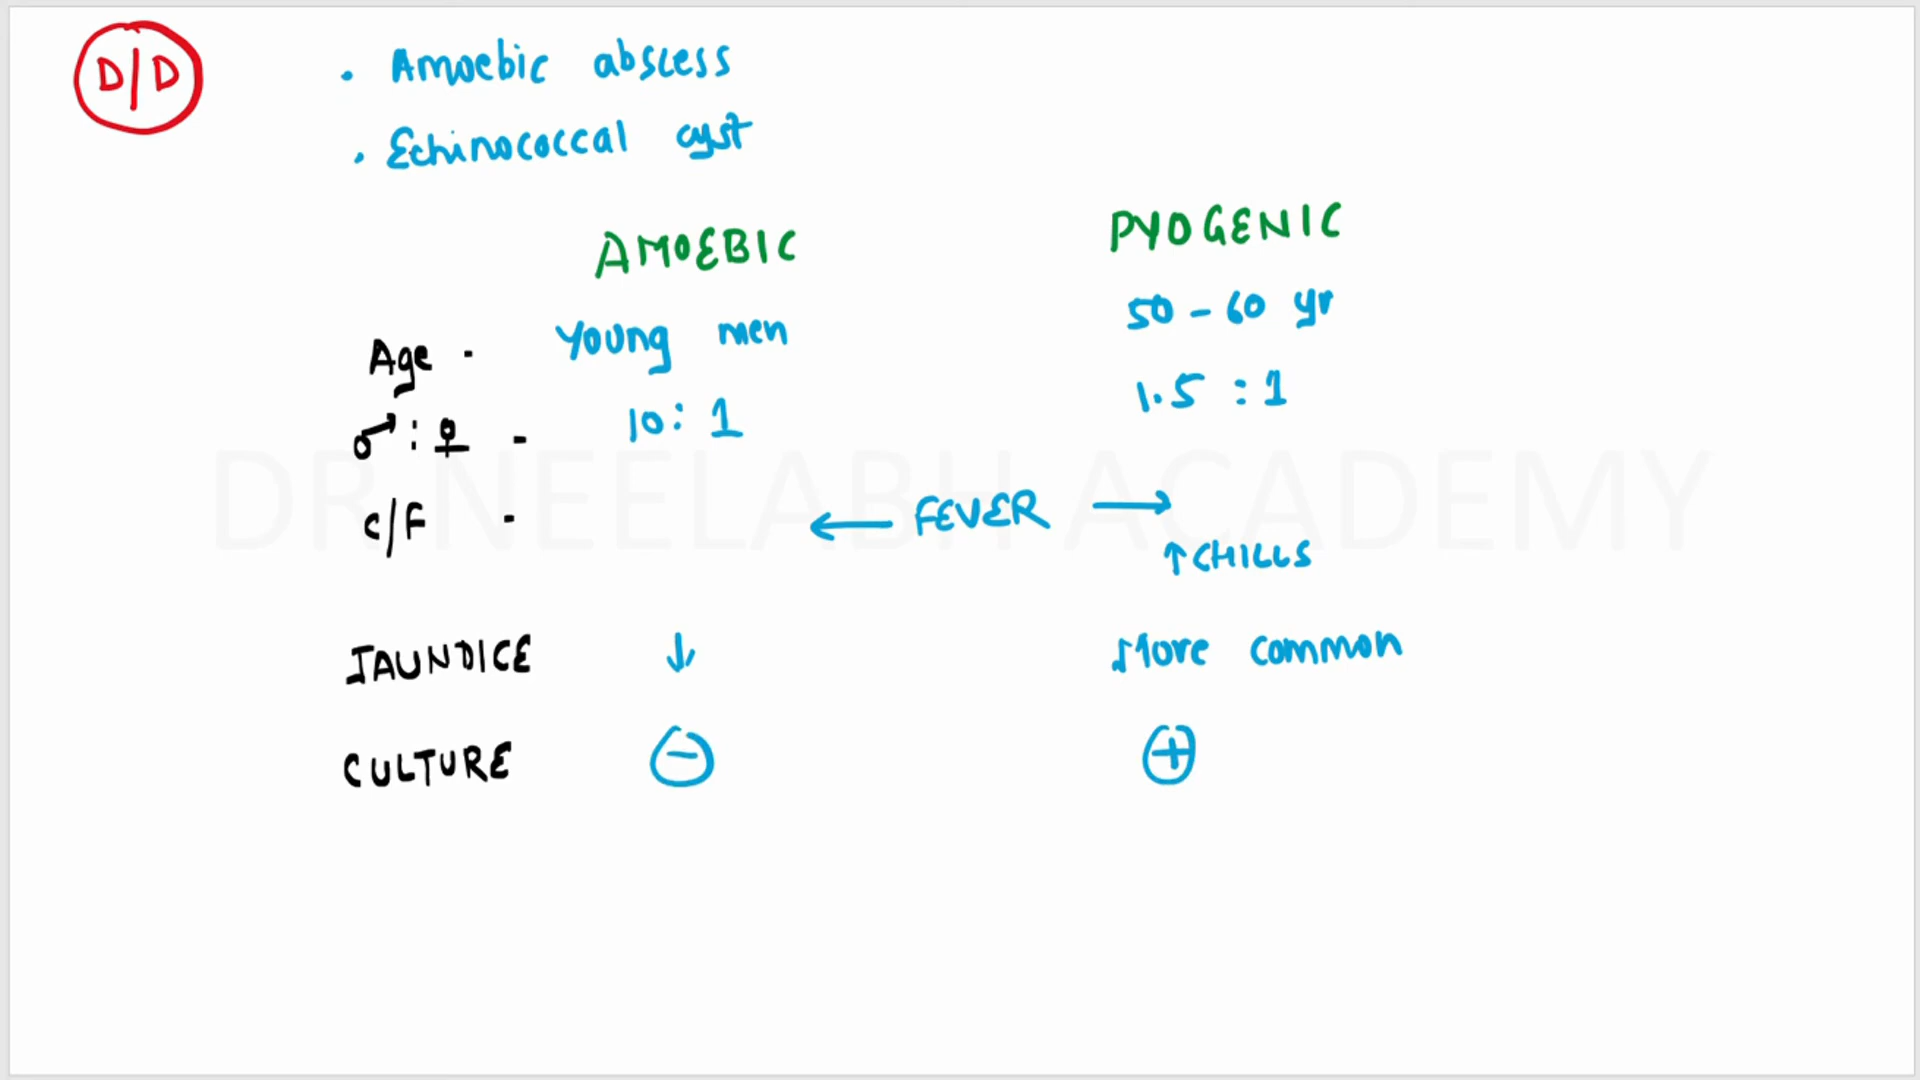 D/D
• Amoebic abscess
• Echinococcal cyst
AMOEBIC PYOGENIC
Age - Young men 50 - 60 yr
♂ : ♀ - 10 : 1 1.5 : 1
C/F - ← FEVER →
↑ CHILLS
JAUNDICE ↓ More common
CULTURE ⊖ ⊕
DR NEELABH ACADEMY